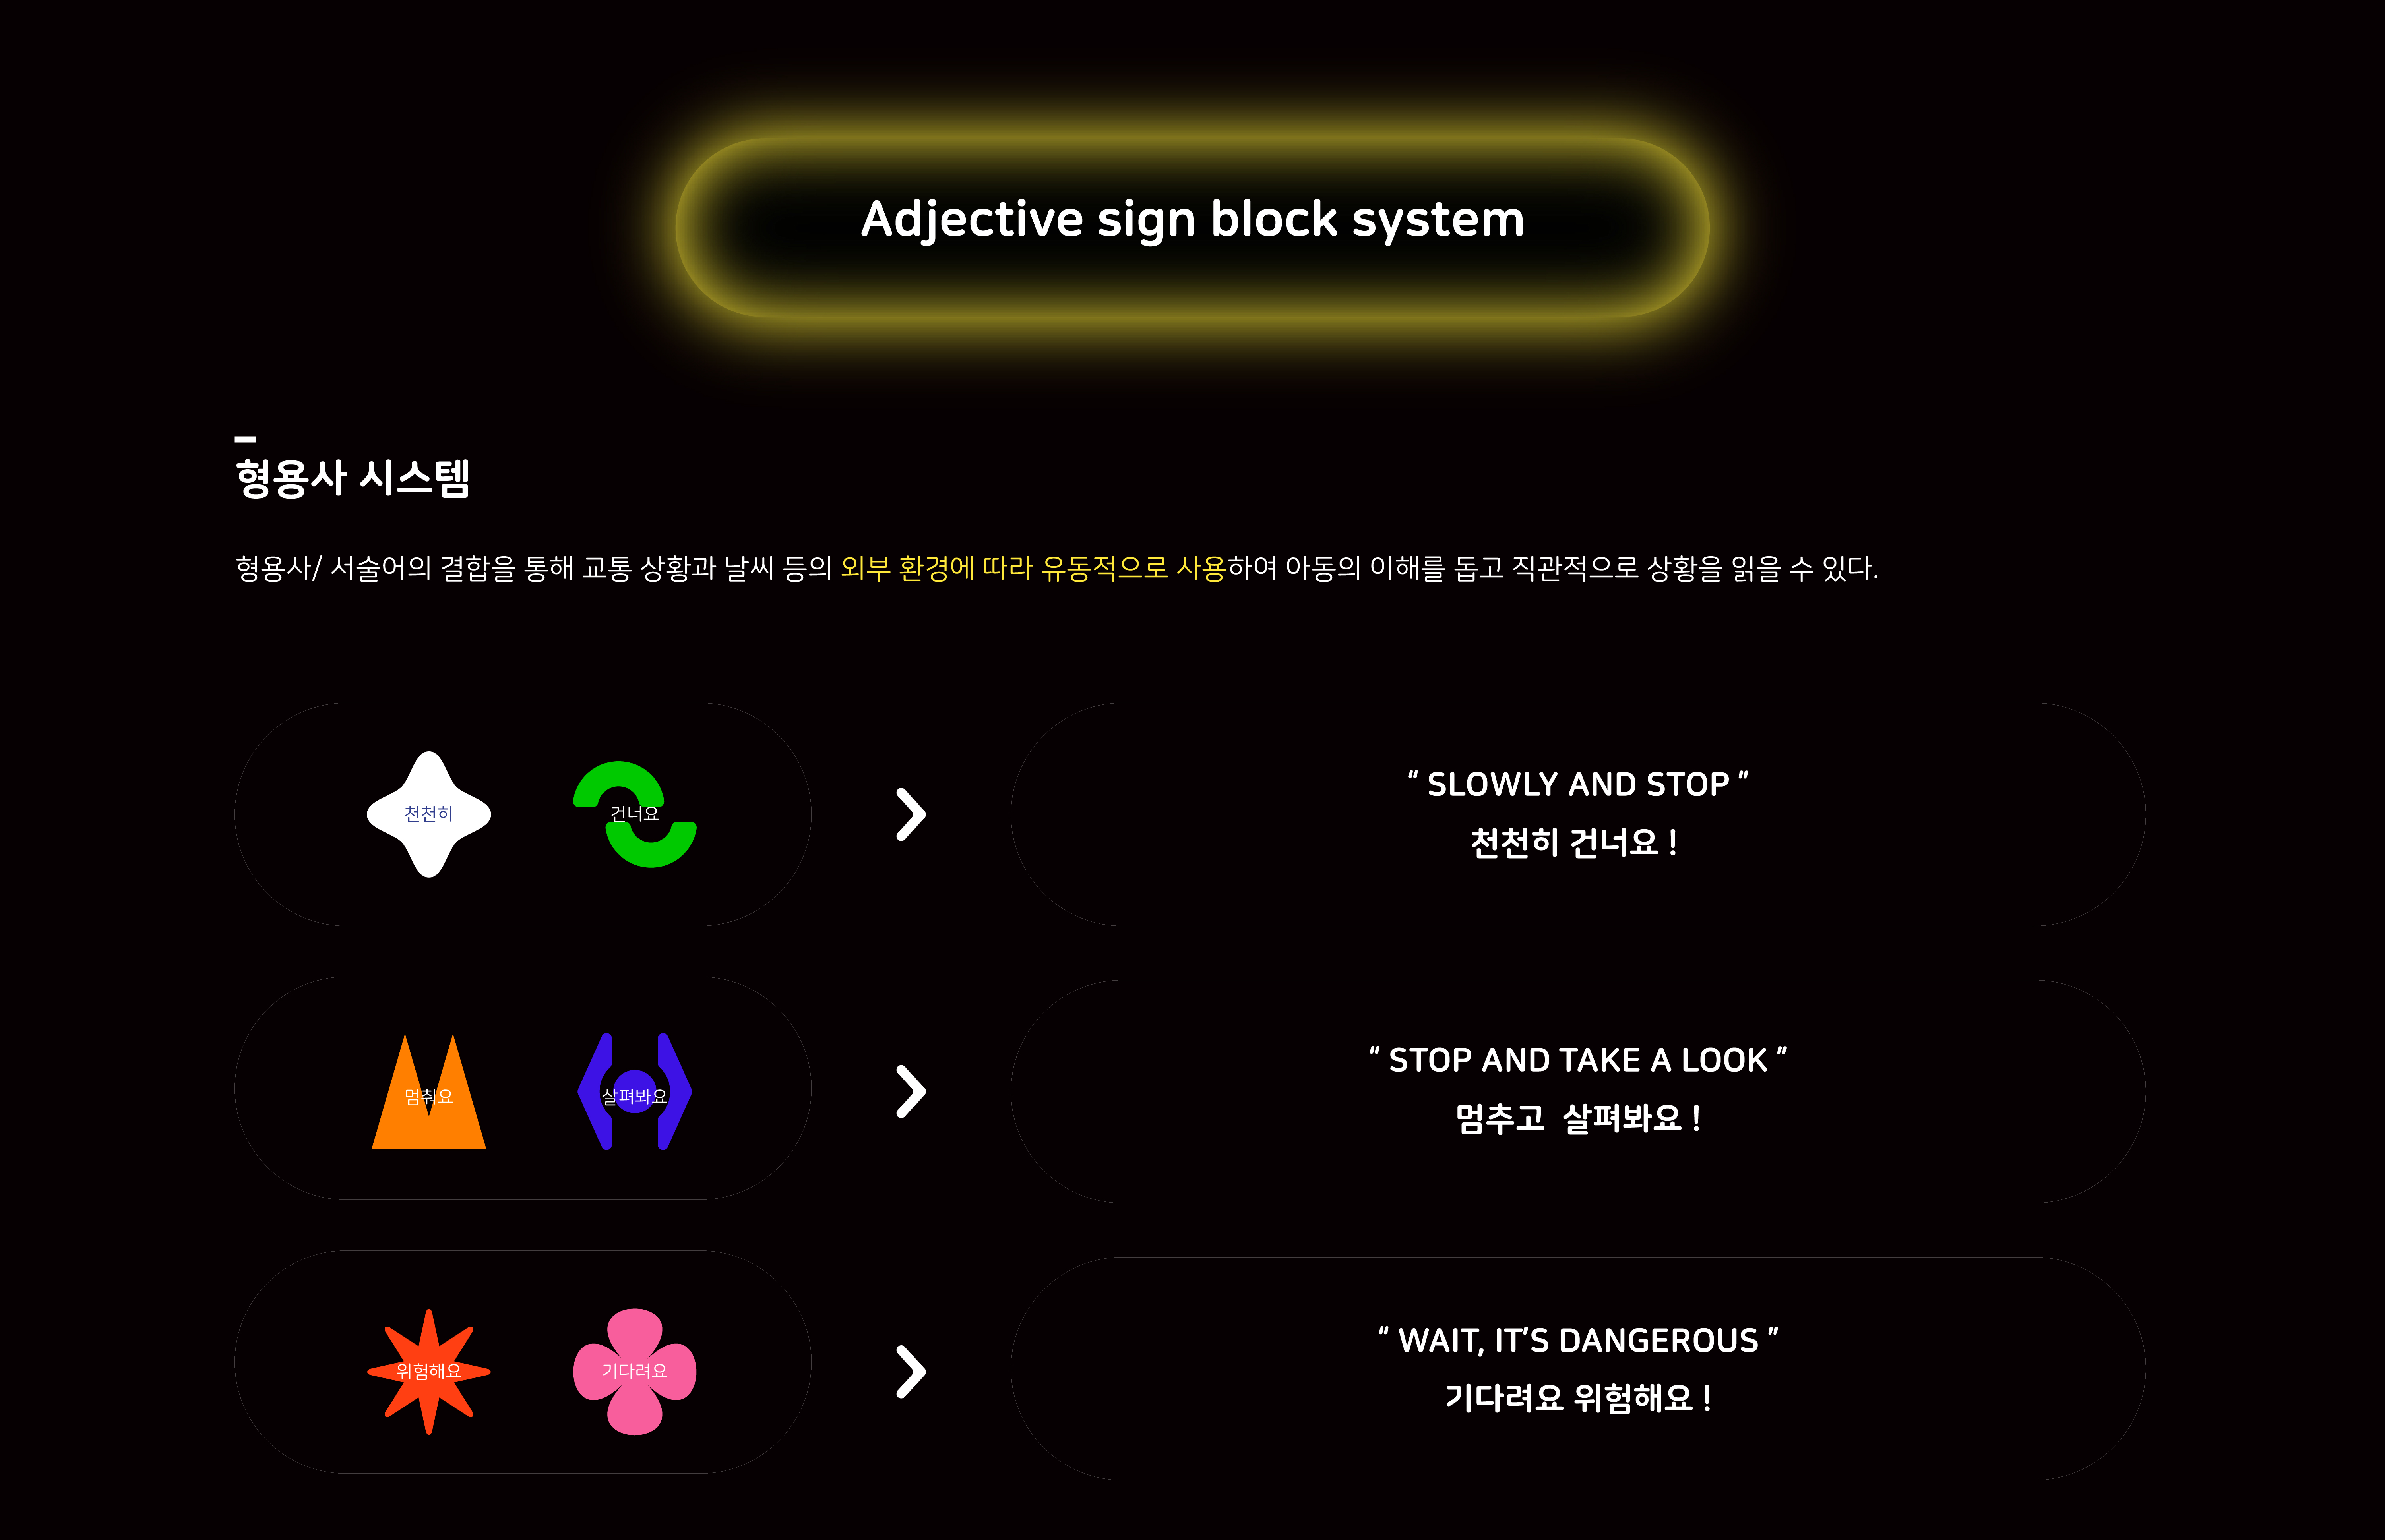 Adjective sign block system
형용사 시스템
형용사/ 서술어의 결합을 통해 교통 상황과 날씨 등의 외부 환경에 따라 유동적으로 사용하여 아동의 이해를 돕고 직관적으로 상황을 읽을 수 있다.
천천히
건너요
“ SLOWLY AND STOP ”
천천히 건너요 !
멈춰요
살펴봐요
“ STOP AND TAKE A LOOK ”
멈추고 살펴봐요 !
위험해요
기다려요
“ WAIT, IT’S DANGEROUS ”
기다려요 위험해요 !